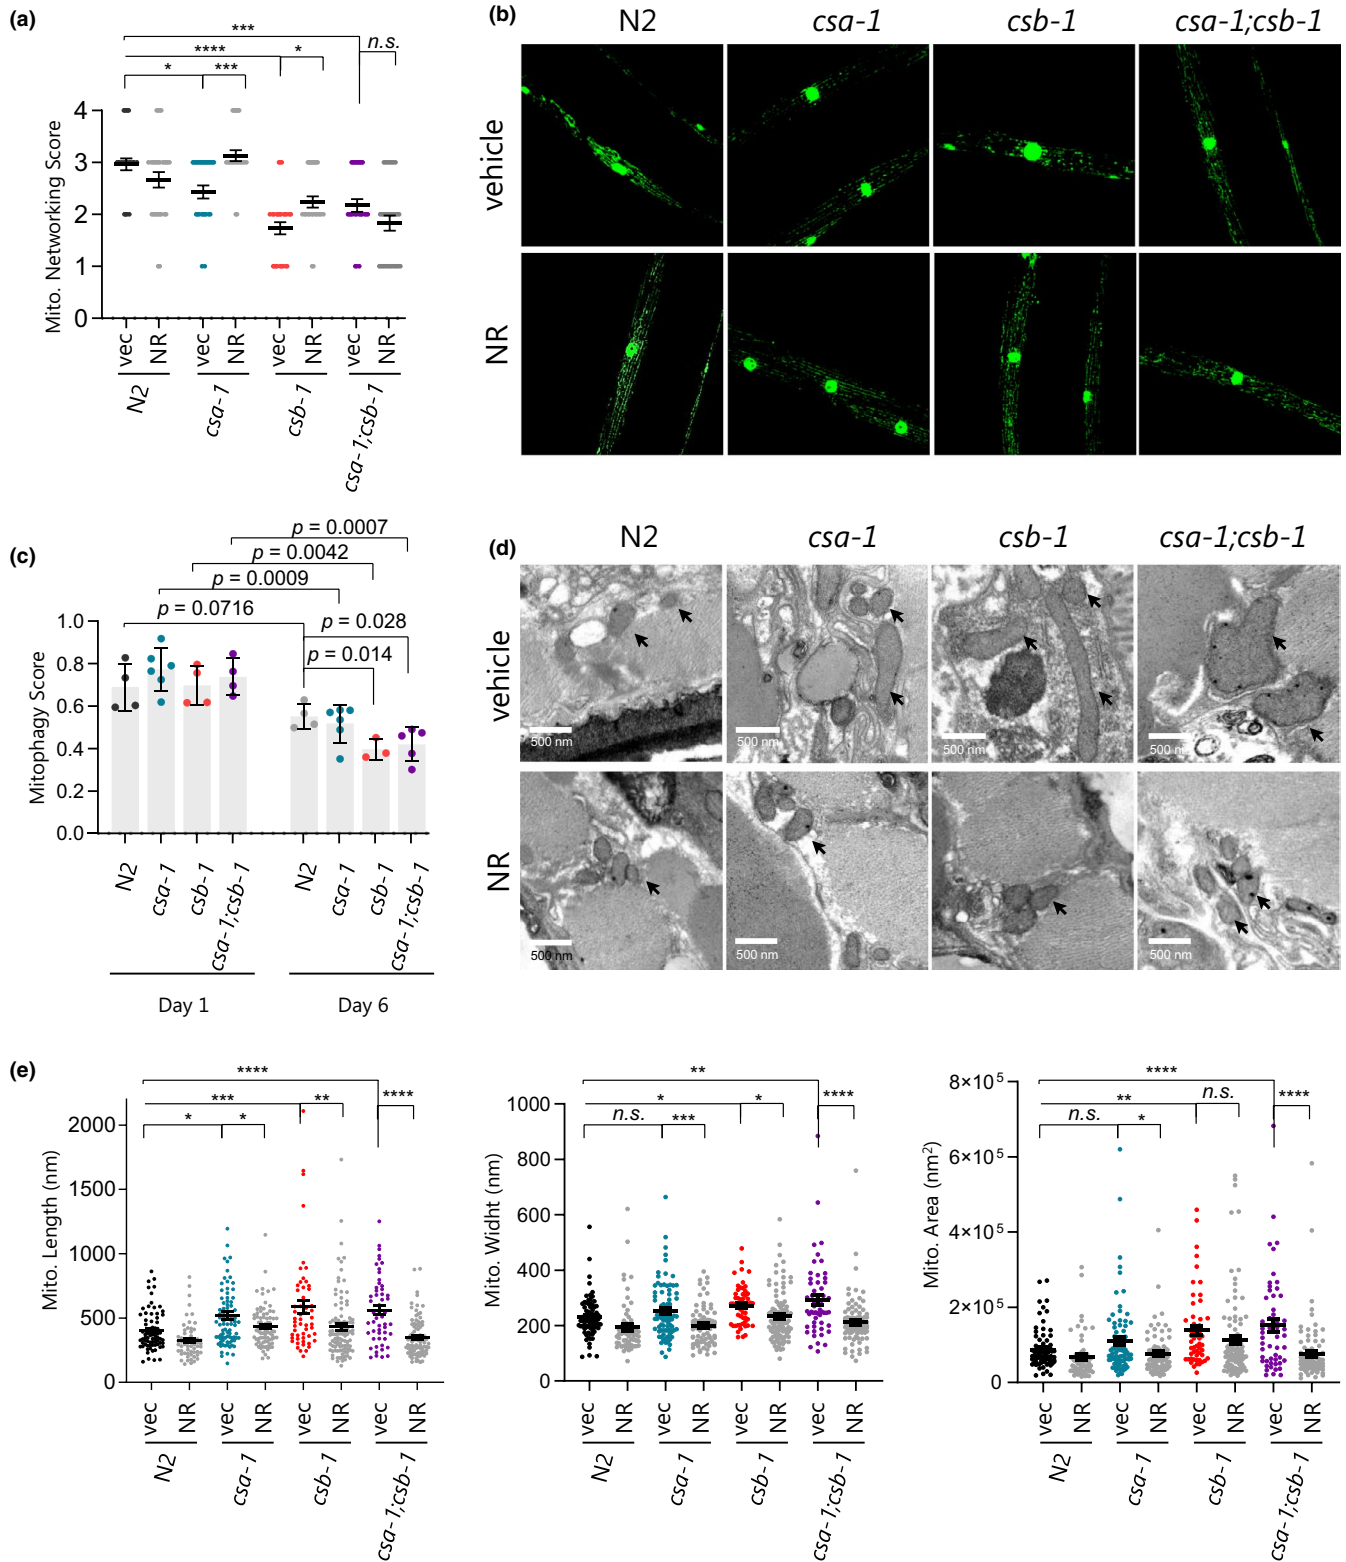 (a)
***
n.s.
****
*
*
***
4
3
2
1
0
Mito. Networking Score
vec
NR
vec
NR
vec
NR
vec
NR
N2
csa-1
csb-1
csa-1;csb-1
(b)
N2
csa-1
csb-1
csa-1;csb-1
vehicle
NR
(c)
p = 0.0007
p = 0.0042
p = 0.0009
p = 0.0716
p = 0.028
p = 0.014
1.0
0.8
0.6
0.4
0.2
0.0
Mitophagy Score
N2
csa-1
csb-1
csa-1;csb-1
N2
csa-1
csb-1
csa-1;csb-1
Day 1
Day 6
(d)
N2
csa-1
csb-1
csa-1;csb-1
vehicle
500 nm
500 nm
500 nm
500 nm
NR
500 nm
500 nm
500 nm
500 nm
(e)
****
***
**
****
*
*
2000
1500
1000
500
0
Mito. Length (nm)
vec
NR
vec
NR
vec
NR
vec
NR
N2
csa-1
csb-1
csa-1;csb-1
**
*
*
****
n.s.
***
1000
800
600
400
200
0
Mito. Widht (nm)
vec
NR
vec
NR
vec
NR
vec
NR
N2
csa-1
csb-1
csa-1;csb-1
****
**
n.s.
****
n.s.
*
8×10⁵
6×10⁵
4×10⁵
2×10⁵
0
Mito. Area (nm²)
vec
NR
vec
NR
vec
NR
vec
NR
N2
csa-1
csb-1
csa-1;csb-1